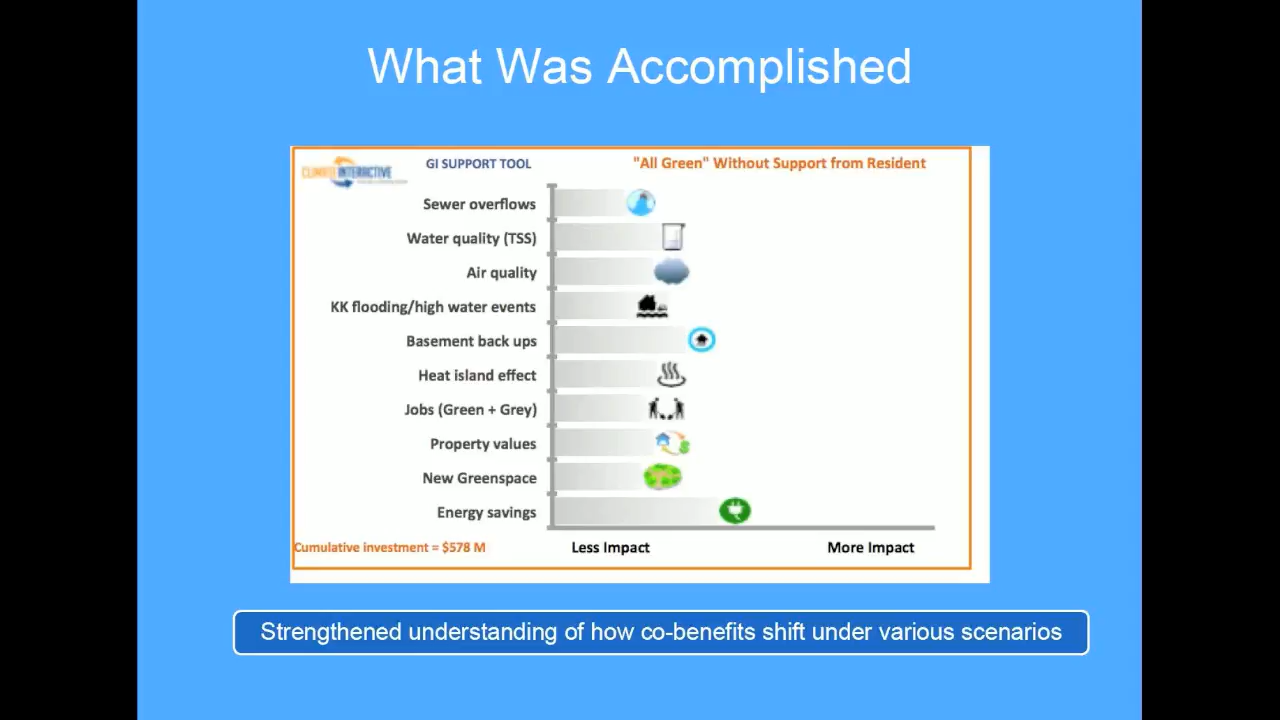 What Was Accomplished
CLIMATE INTERACTIVE
GI SUPPORT TOOL
"All Green" Without Support from Resident
Sewer overflows
Water quality (TSS)
Air quality
KK flooding/high water events
Basement back ups
Heat island effect
Jobs (Green + Grey)
Property values
New Greenspace
Energy savings
Cumulative investment = $578 M
Less Impact
More Impact
Strengthened understanding of how co-benefits shift under various scenarios